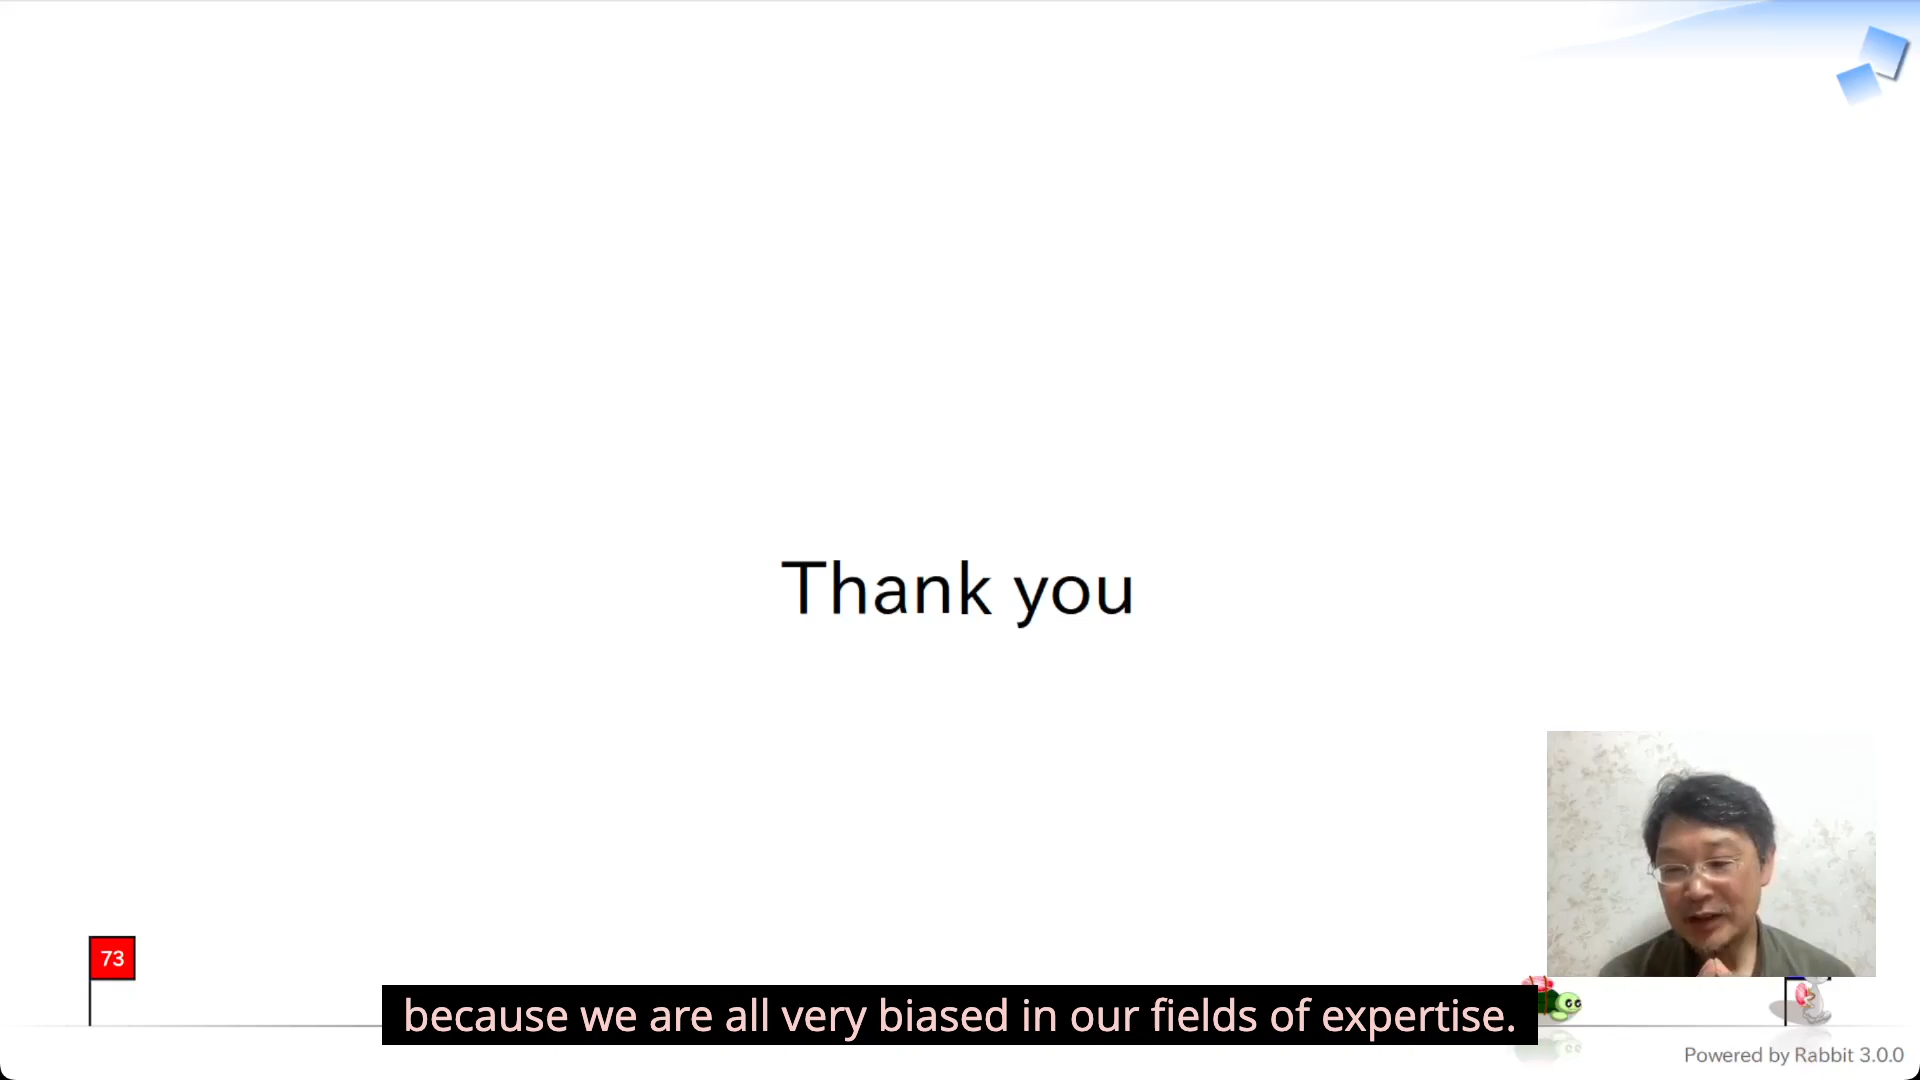 Thank you
73
because we are all very biased in our fields of expertise.
Powered by Rabbit 3.0.0